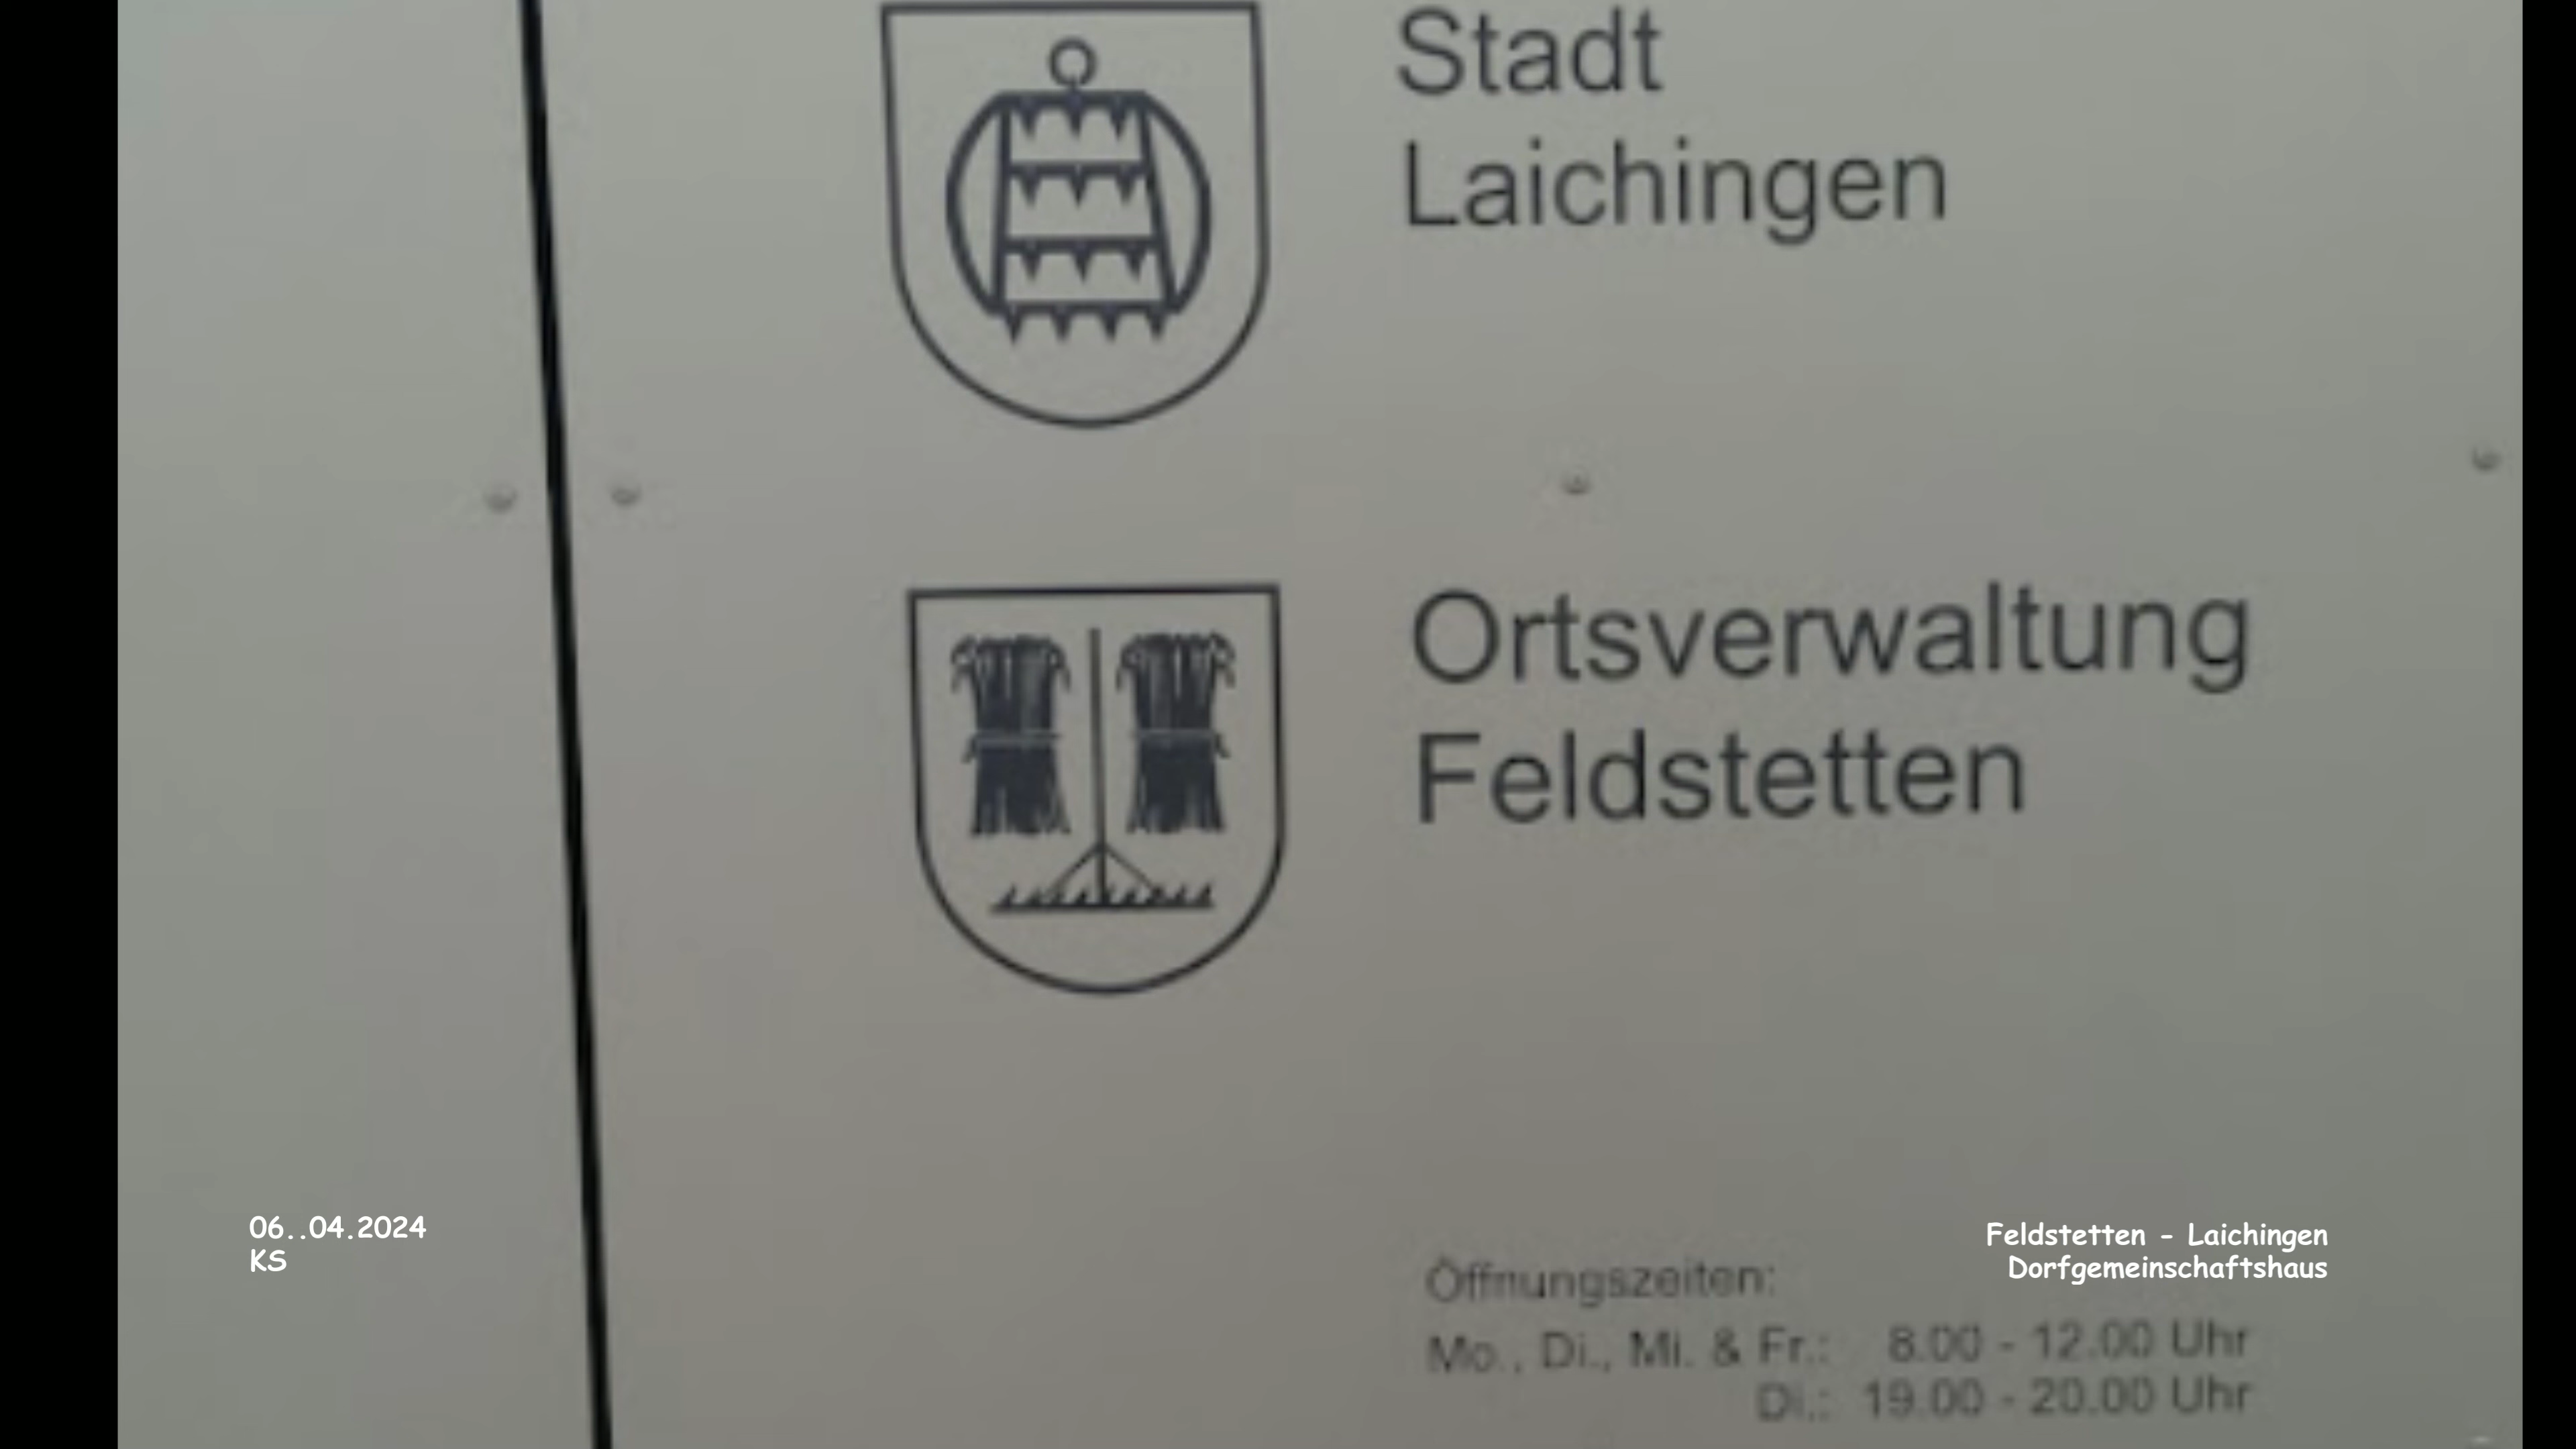 Stadt
Laichingen
Ortsverwaltung
Feldstetten
06..04.2024
KS
Feldstetten - Laichingen
Dorfgemeinschaftshaus
Öffnungszeiten:
Mo., Di., Mi. & Fr.: 8.00 - 12.00 Uhr
Di.: 19.00 - 20.00 Uhr